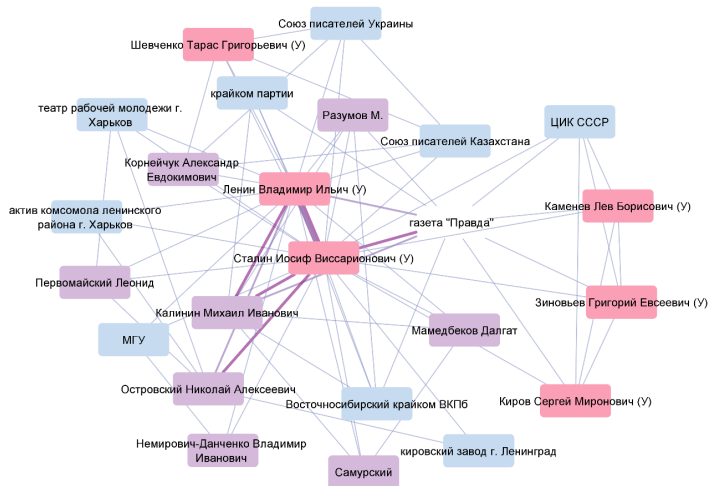 Союз писателей Украины
Шевченко Тарас Григорьевич (У)
крайком партии
театр рабочей молодежи г.
Харьков
Разумов М.
ЦИК СССР
Союз писателей Казахстана
Корнейчук Александр
Евдокимович
Ленин Владимир Ильич (У)
Каменев Лев Борисович (У)
актив комсомола ленинского
района г. Харьков
газета "Правда"
Сталин Иосиф Виссарионович (У)
Первомайский Леонид
Зиновьев Григорий Евсеевич (У)
Калинин Михаил Иванович
Мамедбеков Далгат
МГУ
Островский Николай Алексеевич
Восточносибирский крайком ВКПб
Киров Сергей Миронович (У)
Немирович-Данченко Владимир
Иванович
кировский завод г. Ленинград
Самурский